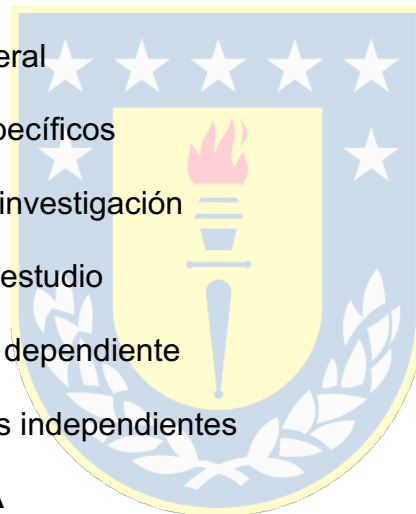 eral
pecíficos
investigación
estudio
dependiente
s independientes
A